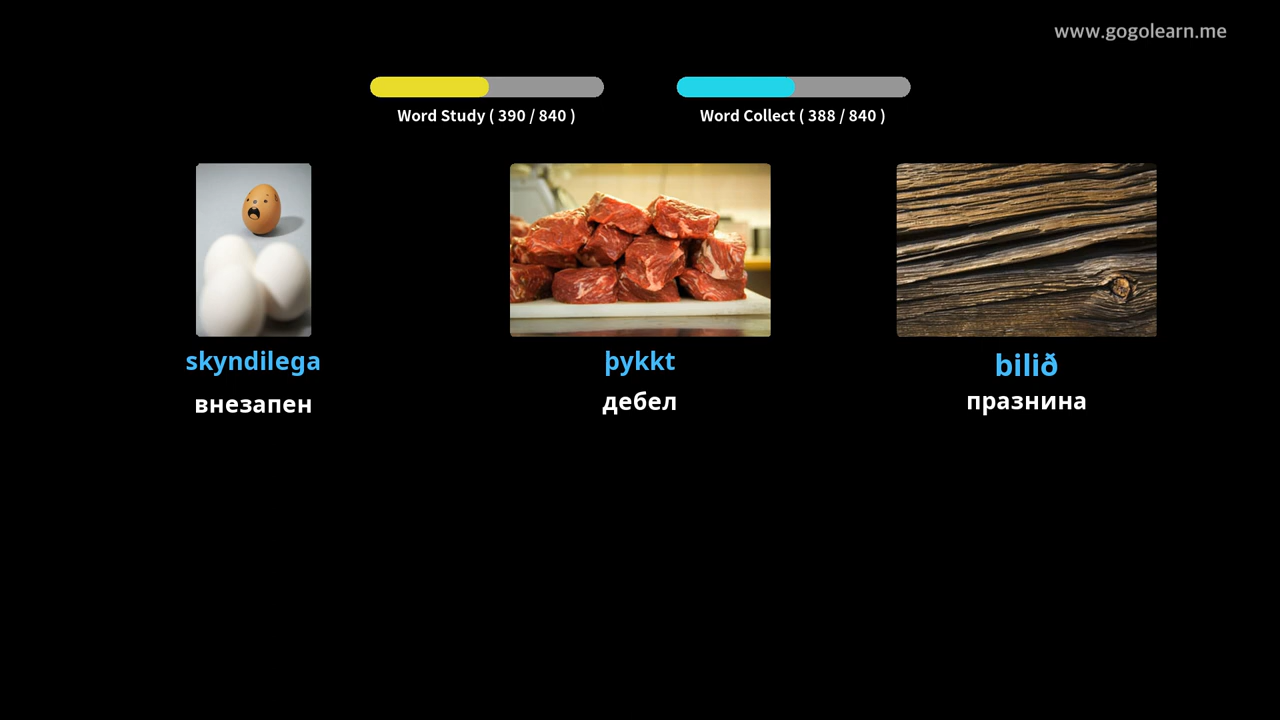 www.gogolearn.me
Word Study ( 390 / 840 )
Word Collect ( 388 / 840 )
skyndilega
внезапен
þykkt
дебел
bilið
празнина